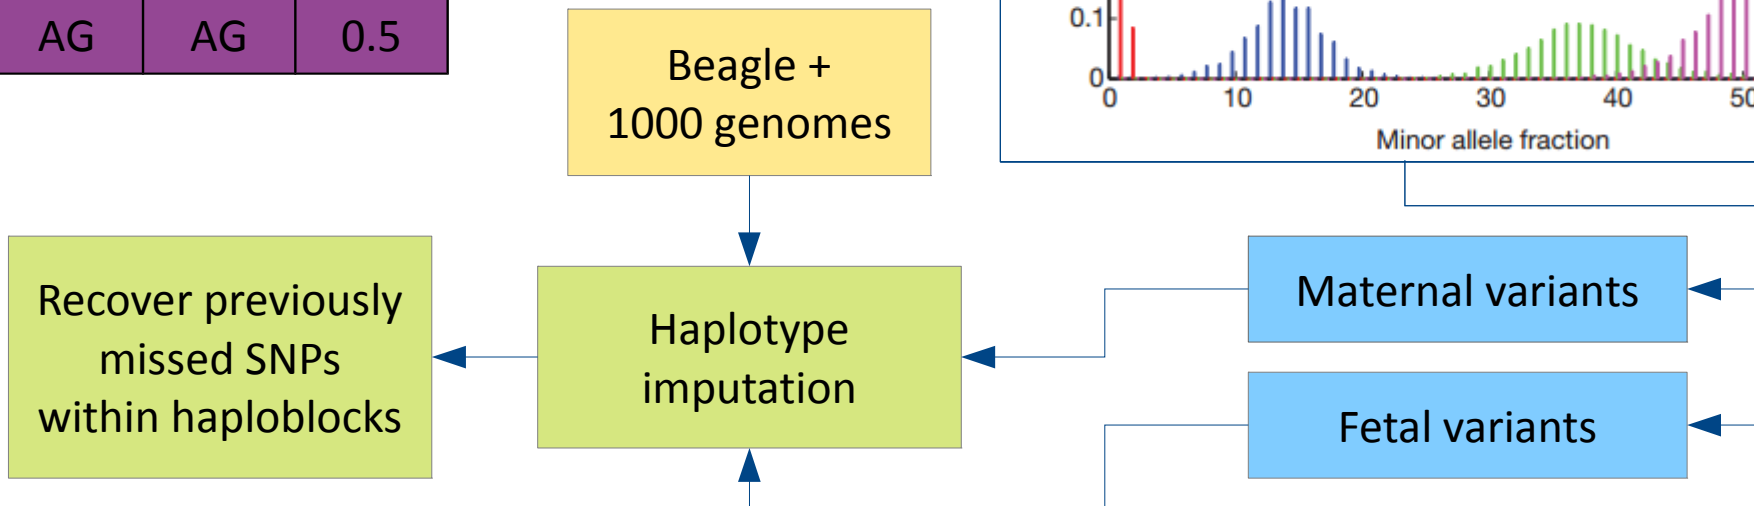 AG AG 0.5
Beagle +
1000 genomes
0.1
0
0 10 20 30 40 50
Minor allele fraction
Recover previously
missed SNPs
within haploblocks
Haplotype
imputation
Maternal variants
Fetal variants